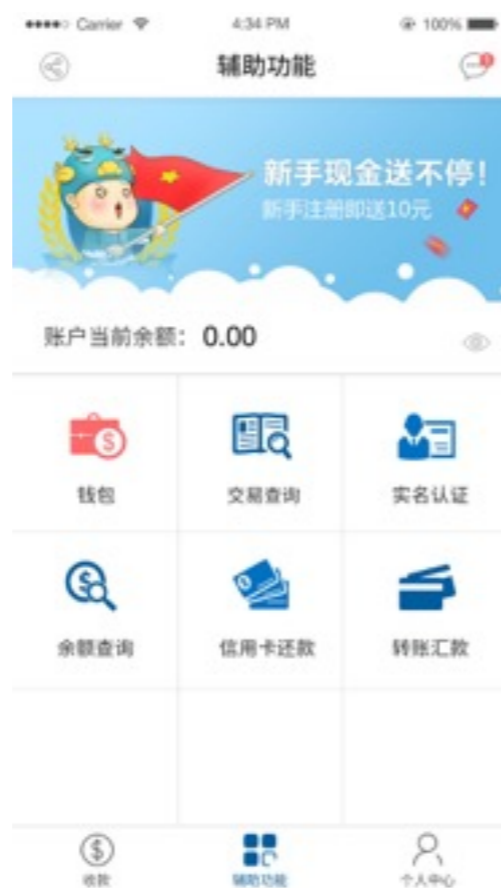 Carrier 4:34 PM 100%
辅助功能
新手现金送不停!
新手注册即送10元
账户当前余额: 0.00
钱包 交易查询 实名认证
余额查询 信用卡还款 转账汇款
收款 辅助功能 个人中心